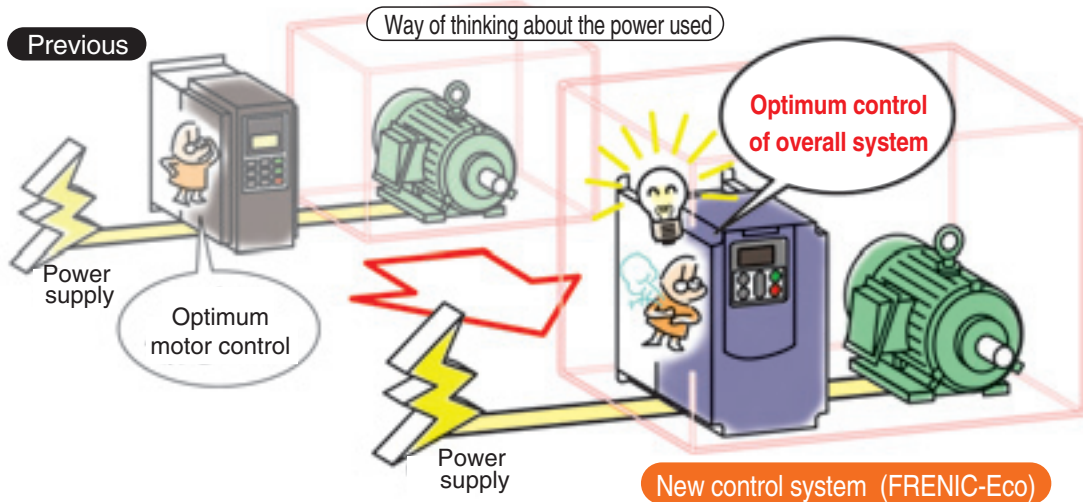 Way of thinking about the power used
Previous
Optimum control
of overall system
Power
supply
Optimum
motor control
Power
supply
New control system (FRENIC-Eco)